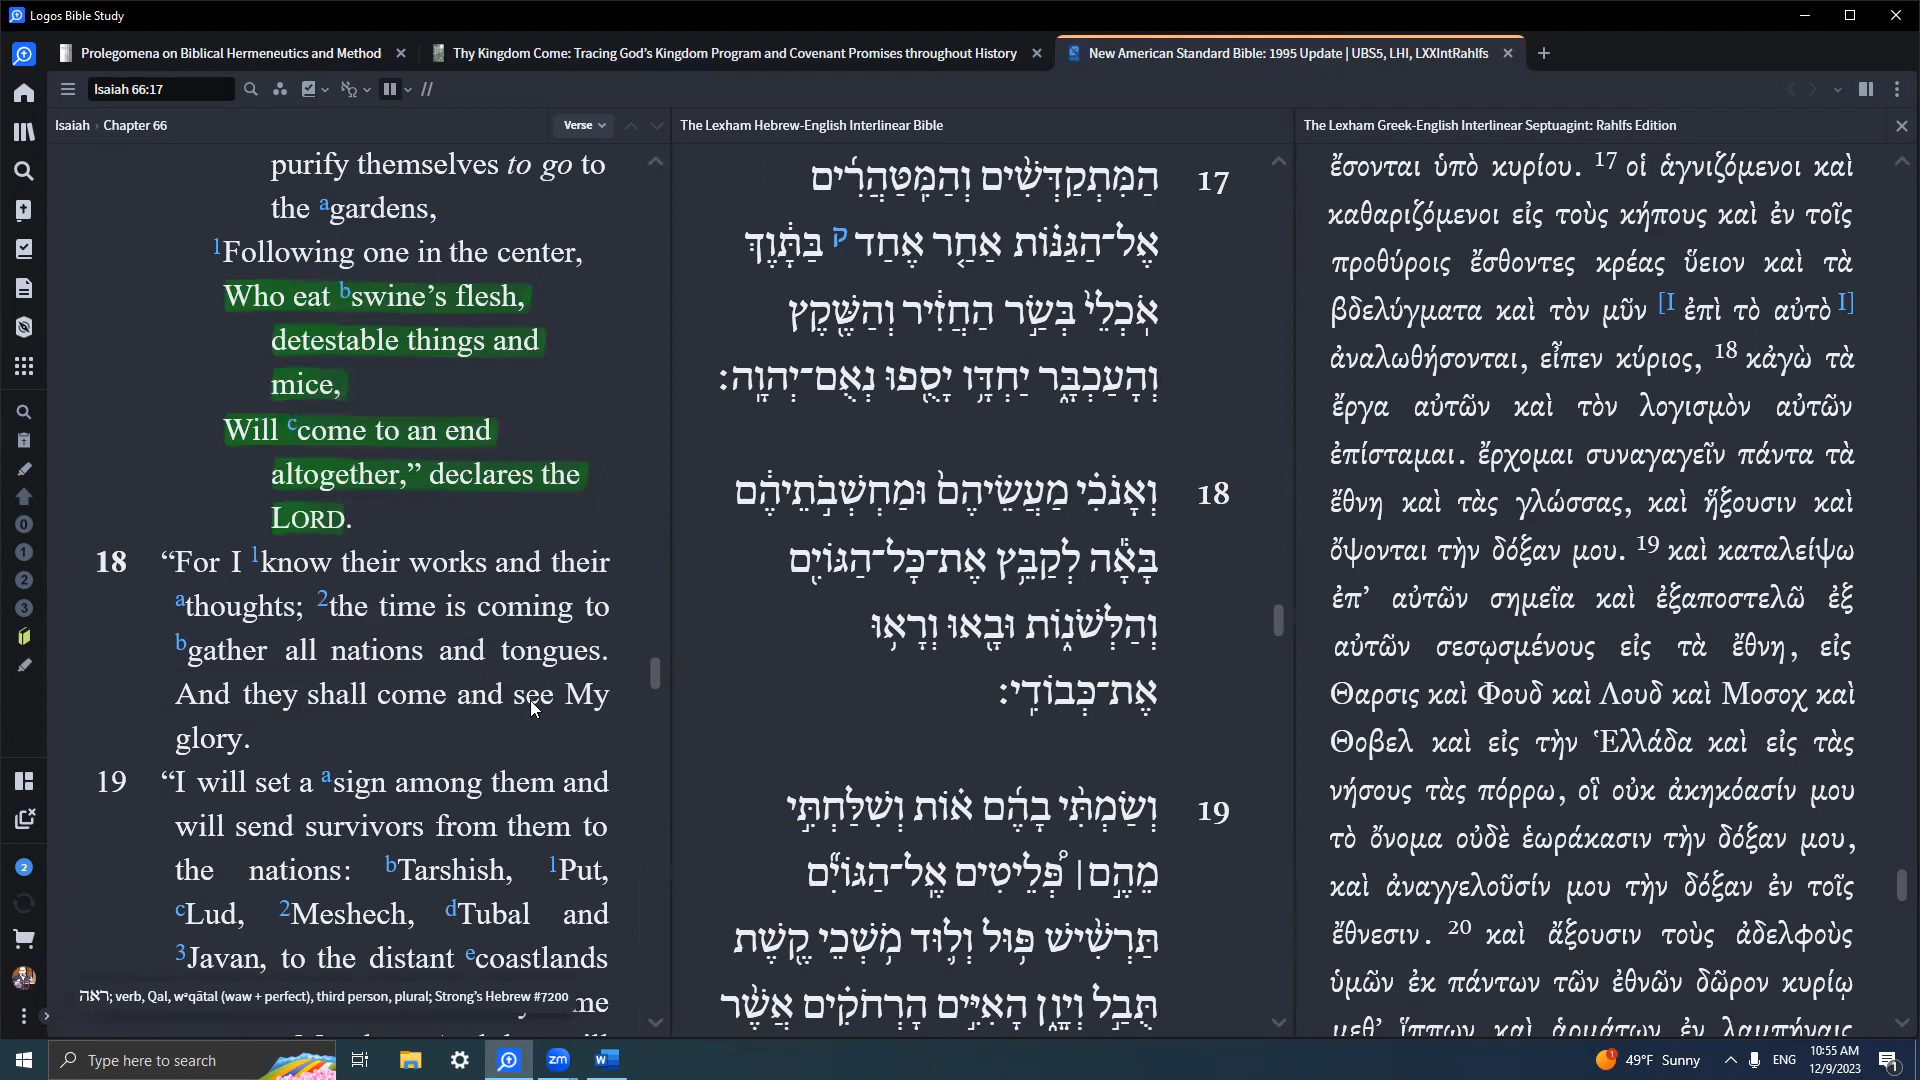 Logos Bible Study
Prolegomena on Biblical Hermeneutics and Method
Thy Kingdom Come: Tracing God's Kingdom Program and Covenant Promises throughout History
New American Standard Bible: 1995 Update | UBS5, LHI, LXXIntRahlfs
Isaiah 66:17
Isaiah › Chapter 66
Verse
purify themselves to go to
the agardens,
1Following one in the center,
Who eat bswine's flesh,
detestable things and
mice,
Will ccome to an end
altogether,” declares the
LORD.
18 “For I 1know their works and their
athoughts; 2the time is coming to
bgather all nations and tongues.
And they shall come and see My
glory.
19 “I will set a asign among them and
will send survivors from them to
the nations: bTarshish, 1Put,
cLud, 2Meshech, dTubal and
3Javan, to the distant ecoastlands
ראה; verb, Qal, wᵉqātal (waw + perfect), third person, plural; Strong's Hebrew #7200
The Lexham Hebrew-English Interlinear Bible
17 הַמִּתְקַדְּשִׁ֨ים וְהַמִּֽטַּהֲרִ֜ים
אֶל־הַגַּנּ֗וֹת אַחַ֤ר אֶחַד֙ ק בַּתָּ֔וֶךְ
אֹֽכְלֵי֙ בְּשַׂ֣ר הַחֲזִ֔יר וְהַשֶּׁ֖קֶץ
וְהָעַכְבָּ֑ר יַחְדָּ֥ו יָסֻ֖פוּ נְאֻם־יְהוָֽה׃
18 וְאָנֹכִ֗י מַעֲשֵׂיהֶם֙ וּמַחְשְׁבֹ֣תֵיהֶ֔ם
בָּאָ֕ה לְקַבֵּ֥ץ אֶת־כָּל־הַגּוֹיִ֖ם
וְהַלְּשֹׁנ֑וֹת וּבָ֖אוּ וְרָא֥וּ
אֶת־כְּבוֹדִֽי׃
19 וְשַׂמְתִּ֨י בָהֶ֜ם א֗וֹת וְשִׁלַּחְתִּ֣י
מֵהֶ֣ם׀ פְּ֠לֵיטִים אֶֽל־הַגּוֹיִ֞ם
תַּרְשִׁ֨ישׁ פּ֥וּל וְל֛וּד מֹ֥שְׁכֵי קֶ֖שֶׁת
תֻּבַ֣ל וְיָוָ֑ן הָאִיִּ֣ים הָרְחֹקִ֗ים אֲשֶׁ֨ר
The Lexham Greek-English Interlinear Septuagint: Rahlfs Edition
ἔσονται ὑπὸ κυρίου. 17 οἱ ἁγνιζόμενοι καὶ
καθαριζόμενοι εἰς τοὺς κήπους καὶ ἐν τοῖς
προθύροις ἔσθοντες κρέας ὕειον καὶ τὰ
βδελύγματα καὶ τὸν μῦν [I ἐπὶ τὸ αὐτὸ I]
ἀναλωθήσονται, εἶπεν κύριος, 18 κἀγὼ τὰ
ἔργα αὐτῶν καὶ τὸν λογισμὸν αὐτῶν
ἐπίσταμαι. ἔρχομαι συναγαγεῖν πάντα τὰ
ἔθνη καὶ τὰς γλώσσας, καὶ ἥξουσιν καὶ
ὄψονται τὴν δόξαν μου. 19 καὶ καταλείψω
ἐπ’ αὐτῶν σημεῖα καὶ ἐξαποστελῶ ἐξ
αὐτῶν σεσῳσμένους εἰς τὰ ἔθνη, εἰς
Θαρσις καὶ Φουδ καὶ Λουδ καὶ Μοσοχ καὶ
Θοβελ καὶ εἰς τὴν Ἑλλάδα καὶ εἰς τὰς
νήσους τὰς πόρρω, οἳ οὐκ ἀκηκόασίν μου
τὸ ὄνομα οὐδὲ ἑωράκασιν τὴν δόξαν μου,
καὶ ἀναγγελοῦσίν μου τὴν δόξαν ἐν τοῖς
ἔθνεσιν. 20 καὶ ἄξουσιν τοὺς ἀδελφοὺς
ὑμῶν ἐκ πάντων τῶν ἐθνῶν δῶρον κυρίῳ
μεθ’ ἵππων καὶ ἁρμάτων ἐν λαμπήναις
Type here to search
zm
49°F Sunny
ENG
10:55 AM
12/9/2023